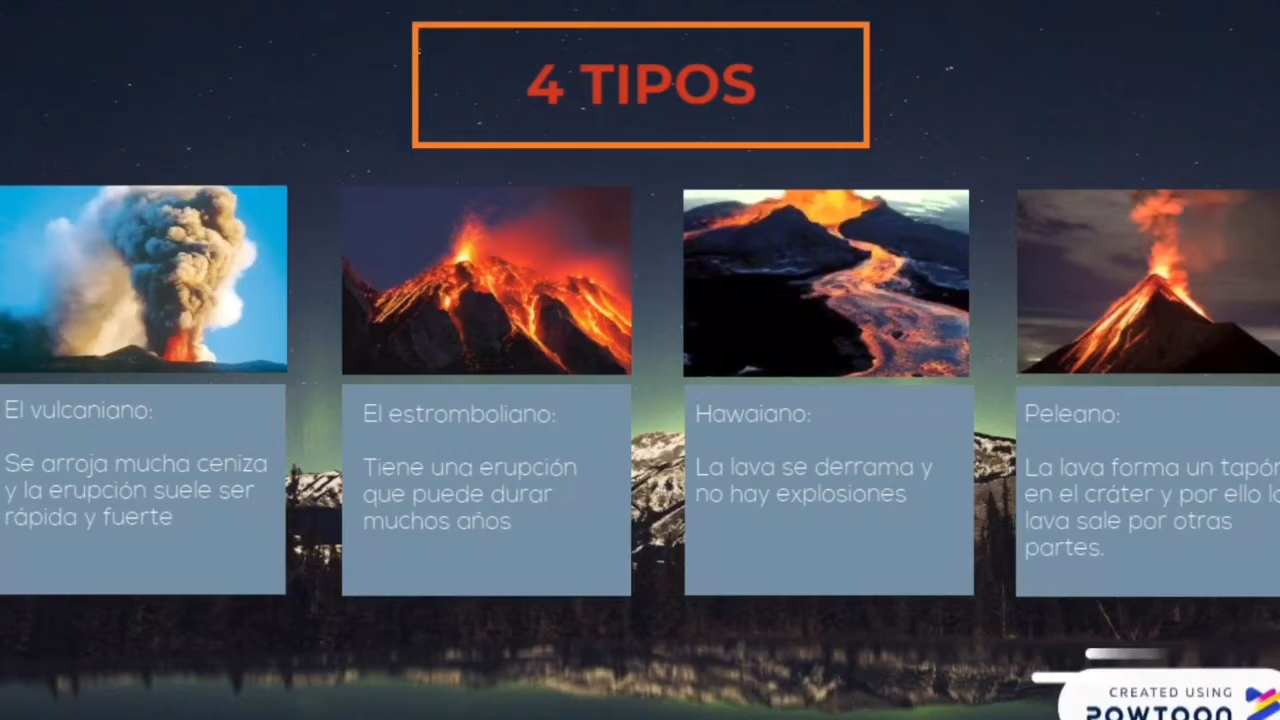 4 TIPOS
El vulcaniano:
Se arroja mucha ceniza
y la erupción suele ser
rápida y fuerte
El estromboliano:
Tiene una erupción
que puede durar
muchos años
Hawaiano:
La lava se derrama y
no hay explosiones
Peleano:
La lava forma un tapón
en el cráter y por ello la
lava sale por otras
partes.
CREATED USING
POWTOON